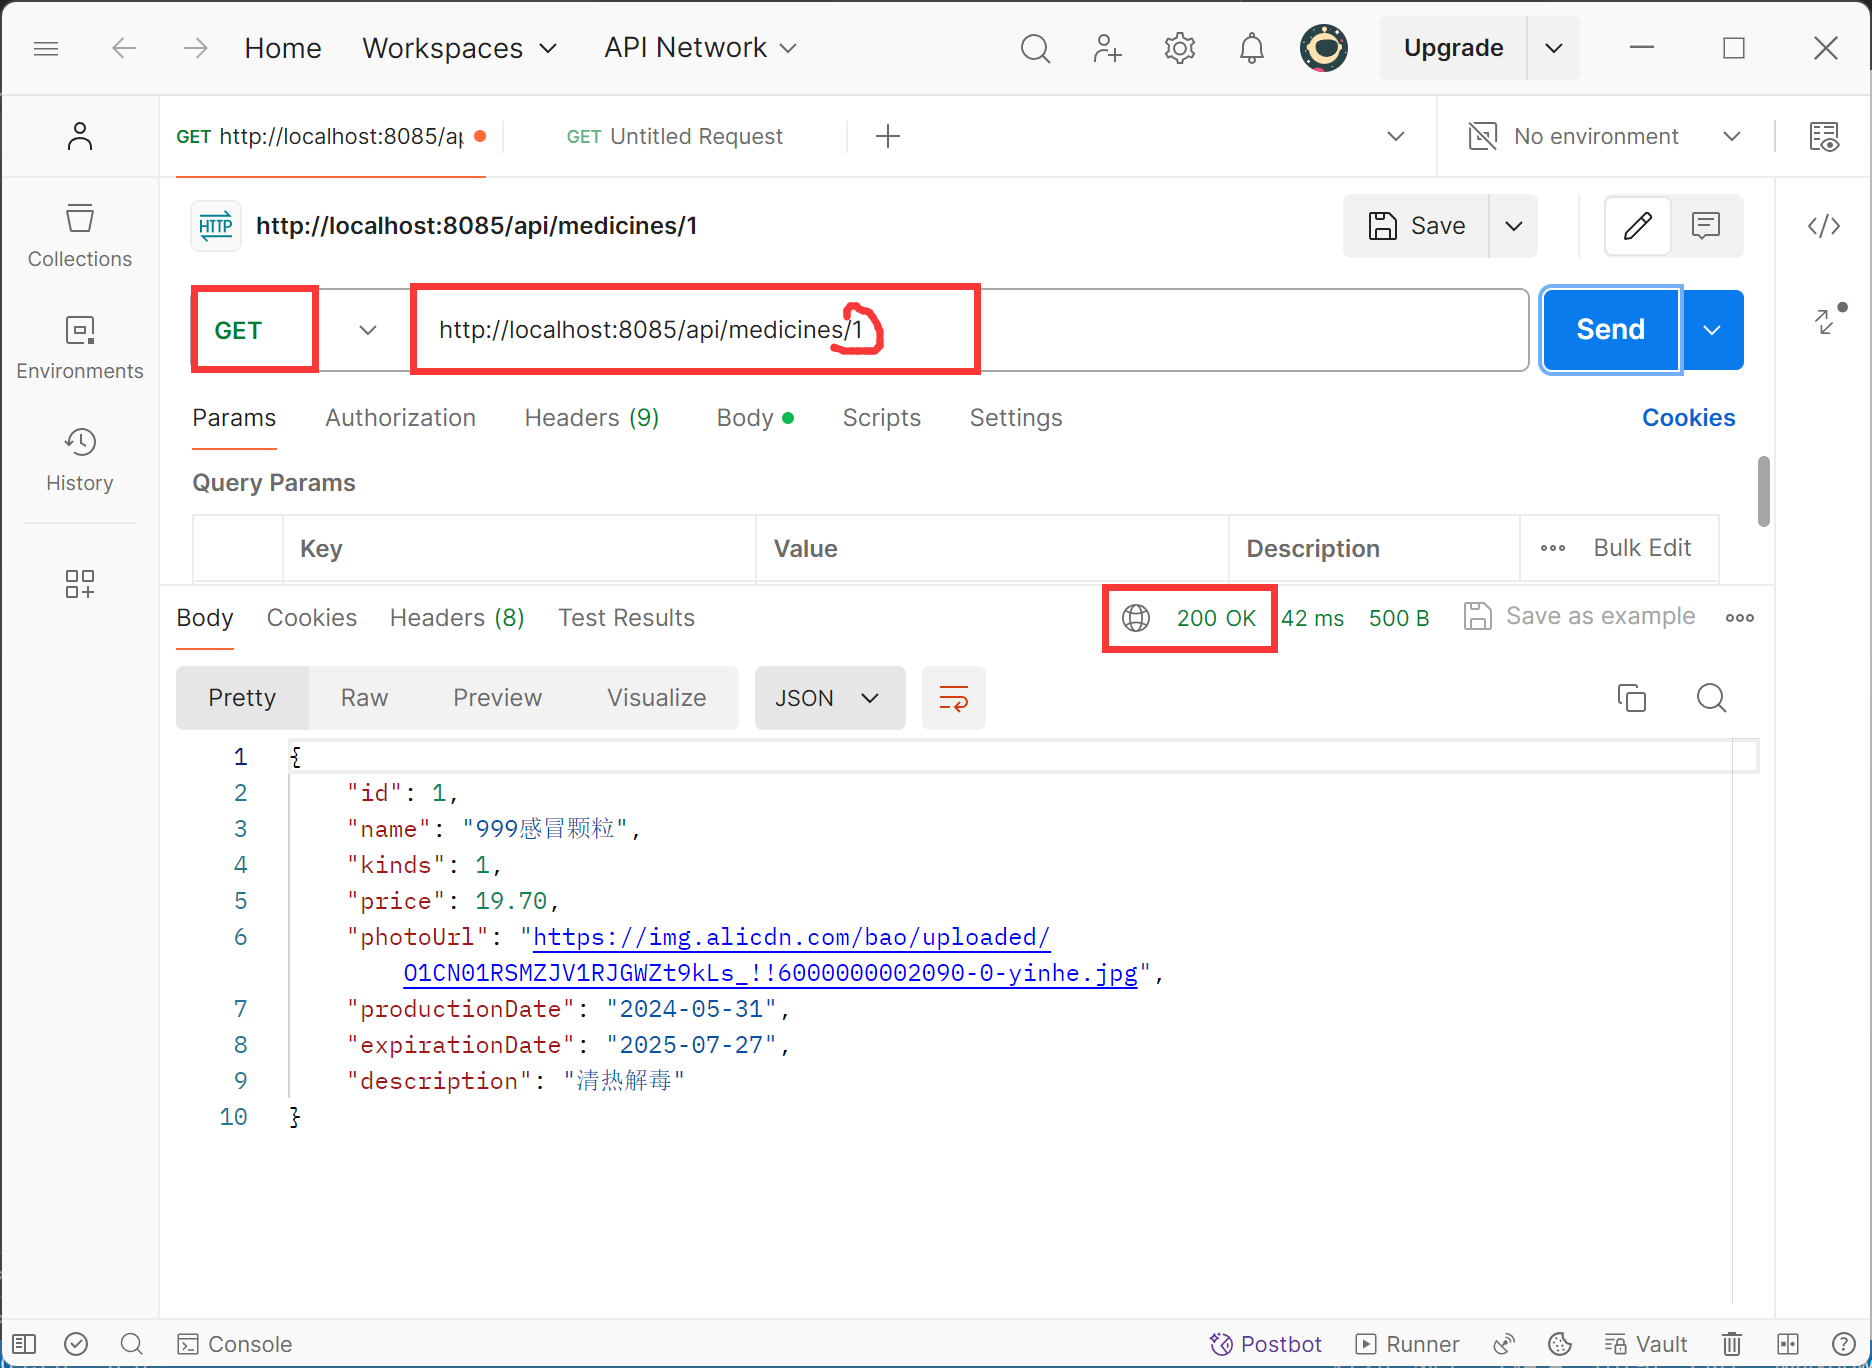 Home Workspaces API Network Upgrade
GET http://localhost:8085/ap GET Untitled Request No environment
HTTP http://localhost:8085/api/medicines/1 Save
Collections
GET http://localhost:8085/api/medicines/1 Send
Environments
Params Authorization Headers (9) Body Scripts Settings Cookies
History
Query Params
Key Value Description Bulk Edit
Body Cookies Headers (8) Test Results 200 OK 42 ms 500 B Save as example
Pretty Raw Preview Visualize JSON
1 {
2 "id": 1,
3 "name": "999感冒颗粒",
4 "kinds": 1,
5 "price": 19.70,
6 "photoUrl": "https://img.alicdn.com/bao/uploaded/
O1CN01RSMZJV1RJGWZt9kLs_!!6000000002090-0-yinhe.jpg",
7 "productionDate": "2024-05-31",
8 "expirationDate": "2025-07-27",
9 "description": "清热解毒"
10 }
Console Postbot Runner Vault